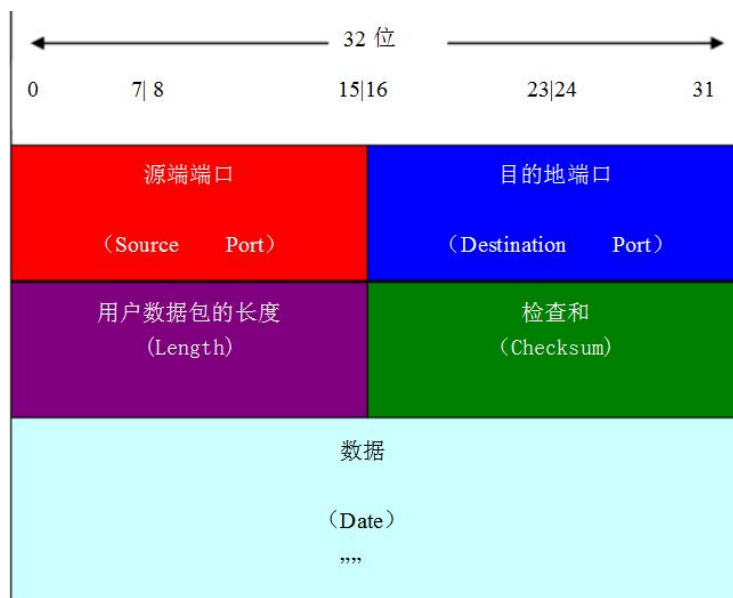 32 位
0 7| 8 15|16 23|24 31
源端端口 目的地端口
（Source Port） （Destination Port）
用户数据包的长度 检查和
(Length) （Checksum)
数据
（Date）
””